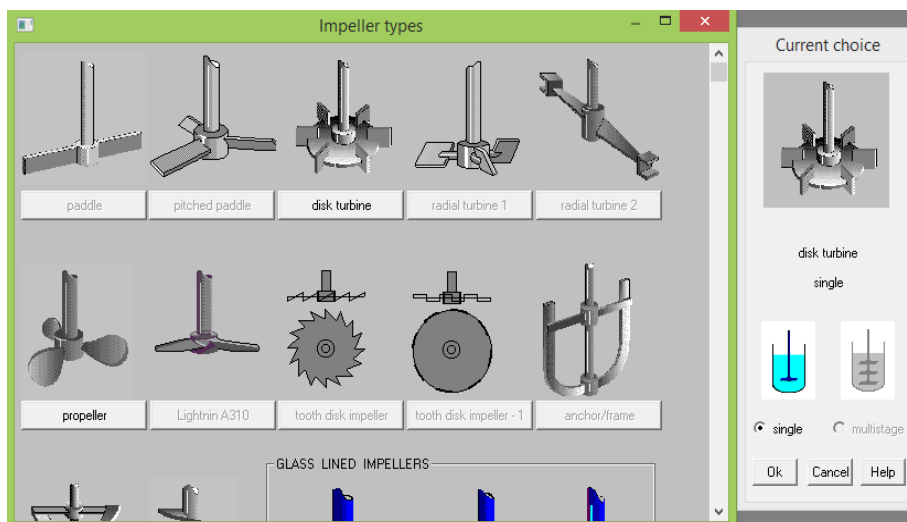 Impeller types
paddle
pitched paddle
disk turbine
radial turbine 1
radial turbine 2
propeller
Lightnin A310
tooth disk impeller
tooth disk impeller - 1
anchor/frame
GLASS LINED IMPELLERS
Current choice
disk turbine
single
single
multistage
Ok
Cancel
Help